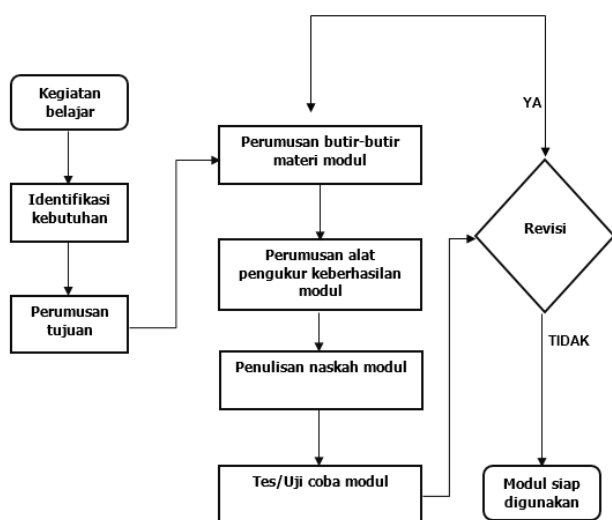 Kegiatan
belajar
Identifikasi
kebutuhan
Perumusan
tujuan
Perumusan butir-butir
materi modul
Perumusan alat
pengukur keberhasilan
modul
Penulisan naskah modul
Tes/Uji coba modul
YA
Revisi
TIDAK
Modul siap
digunakan